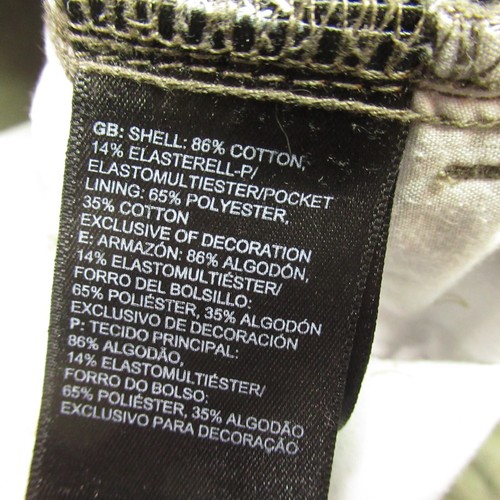 GB: SHELL: 86% COTTON,
14% ELASTERELL-P/
ELASTOMULTIESTER/POCKET
LINING: 65% POLYESTER,
35% COTTON
EXCLUSIVE OF DECORATION
E: ARMAZÓN: 86% ALGODÓN,
14% ELASTOMULTIÉSTER/
FORRO DEL BOLSILLO:
65% POLIÉSTER, 35% ALGODÓN
EXCLUSIVO DE DECORACIÓN
P: TECIDO PRINCIPAL:
86% ALGODÃO,
14% ELASTOMULTIÉSTER/
FORRO DO BOLSO:
65% POLIÉSTER, 35% ALGODÃO
EXCLUSIVO PARA DECORAÇÃO